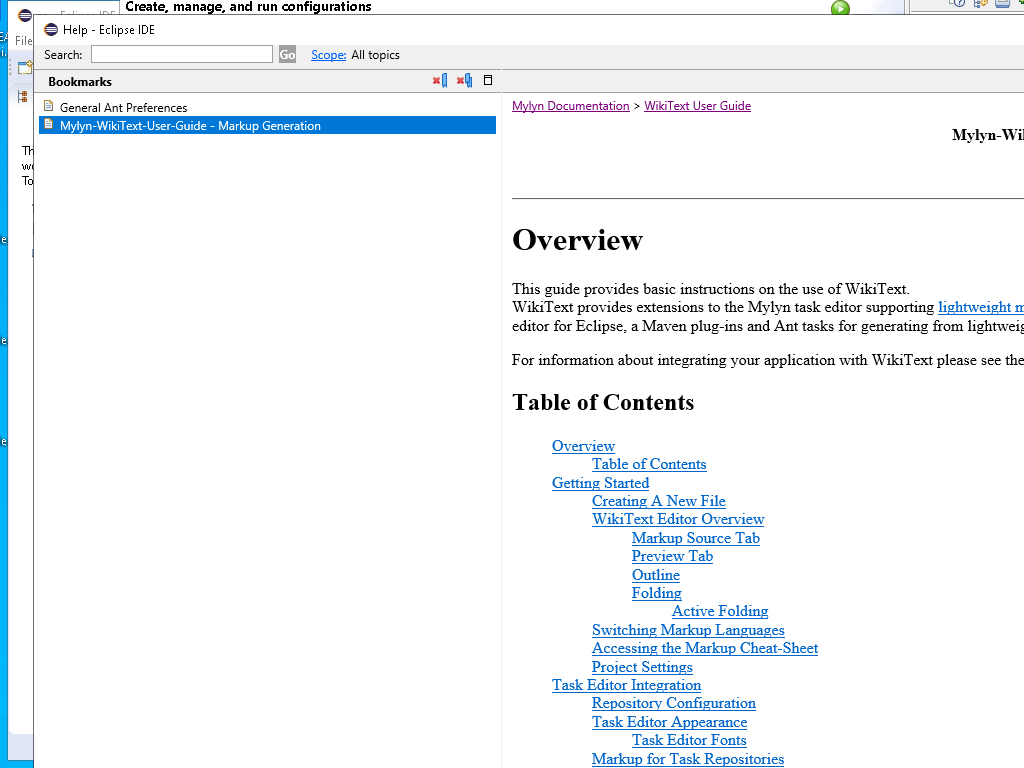 Create, manage, and run configurations
Help - Eclipse IDE
File
Search:
Go
Scope:
All topics
Bookmarks
General Ant Preferences
Mylyn-WikiText-User-Guide - Markup Generation
Mylyn Documentation > WikiText User Guide
Mylyn-Wi
Overview
This guide provides basic instructions on the use of WikiText.
WikiText provides extensions to the Mylyn task editor supporting lightweight m
editor for Eclipse, a Maven plug-ins and Ant tasks for generating from lightweig
For information about integrating your application with WikiText please see the
Table of Contents
Overview
Table of Contents
Getting Started
Creating A New File
WikiText Editor Overview
Markup Source Tab
Preview Tab
Outline
Folding
Active Folding
Switching Markup Languages
Accessing the Markup Cheat-Sheet
Project Settings
Task Editor Integration
Repository Configuration
Task Editor Appearance
Task Editor Fonts
Markup for Task Repositories